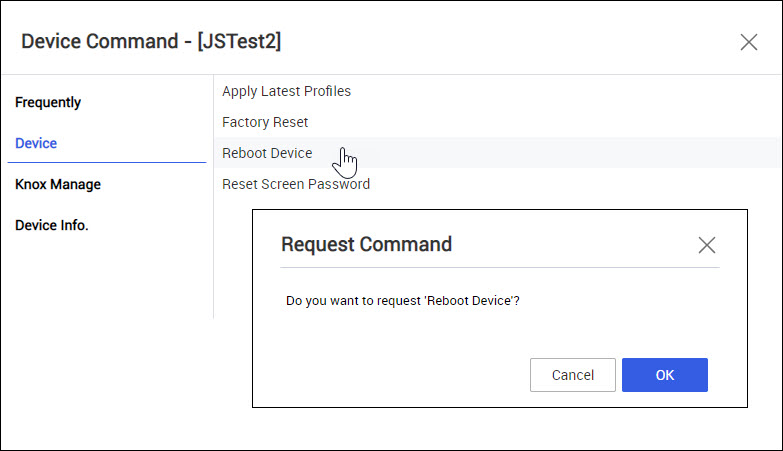 Device Command - [JSTest2]
Frequently
Device
Knox Manage
Device Info.
Apply Latest Profiles
Factory Reset
Reboot Device
Reset Screen Password
Request Command
Do you want to request 'Reboot Device'?
Cancel
OK